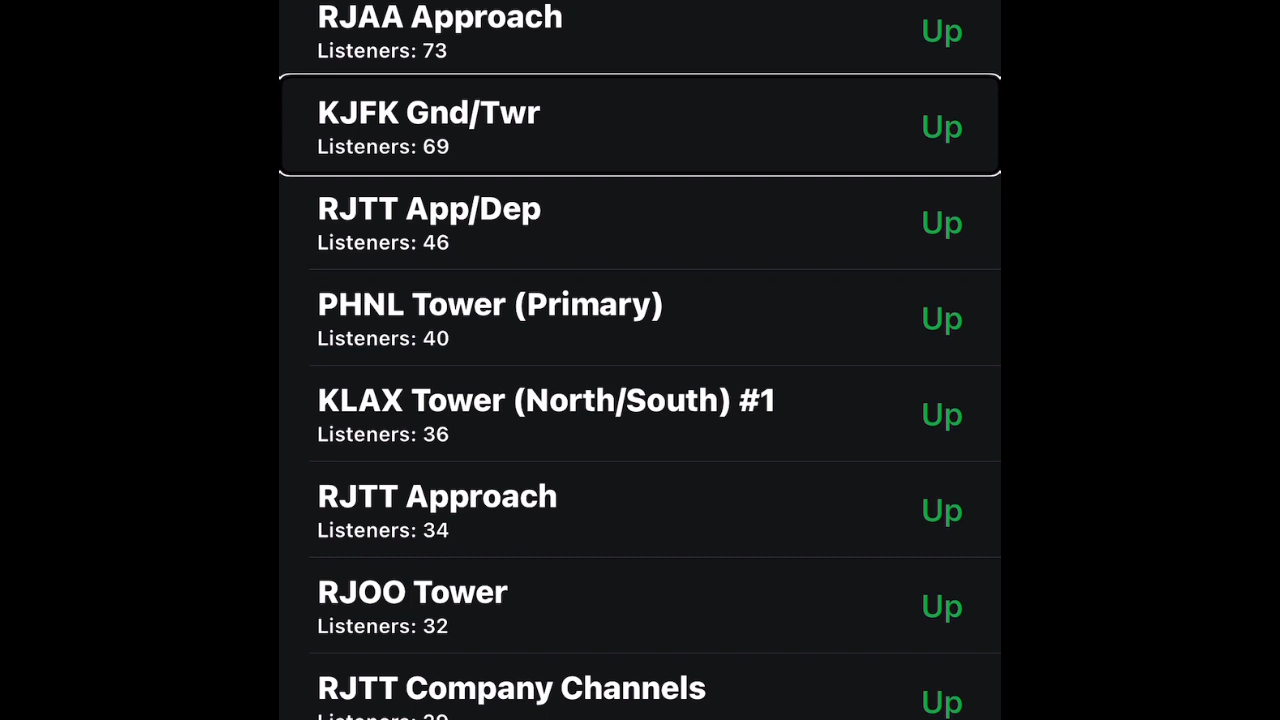 RJAA Approach
Listeners: 73
Up
KJFK Gnd/Twr
Listeners: 69
Up
RJTT App/Dep
Listeners: 46
Up
PHNL Tower (Primary)
Listeners: 40
Up
KLAX Tower (North/South) #1
Listeners: 36
Up
RJTT Approach
Listeners: 34
Up
RJOO Tower
Listeners: 32
Up
RJTT Company Channels
Listeners:
Up